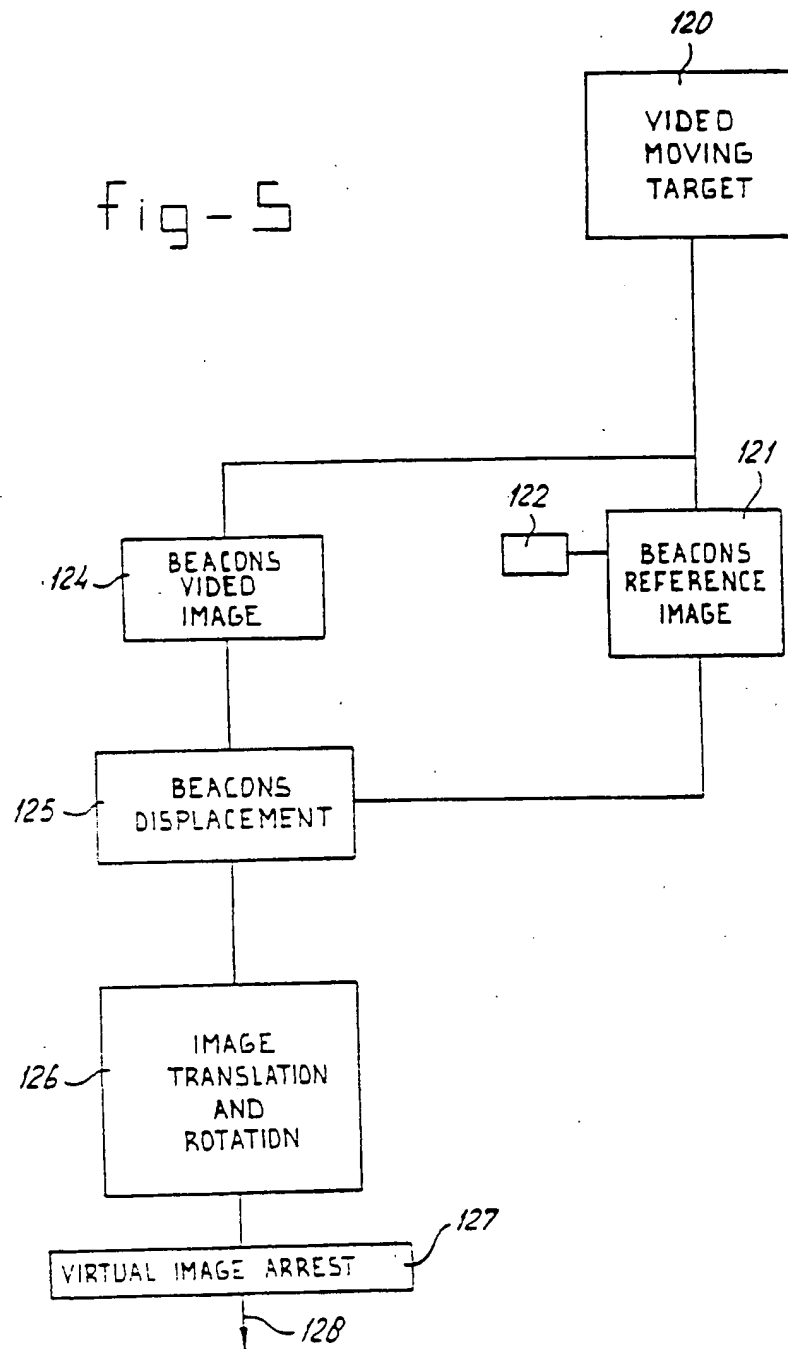 120
VIDEO
MOVING
TARGET
fig-5
121
122
BEACONS
REFERENCE
IMAGE
124
BEACONS
VIDEO
IMAGE
125
BEACONS
DISPLACEMENT
126
IMAGE
TRANSLATION
AND
ROTATION
127
VIRTUAL IMAGE ARREST
128